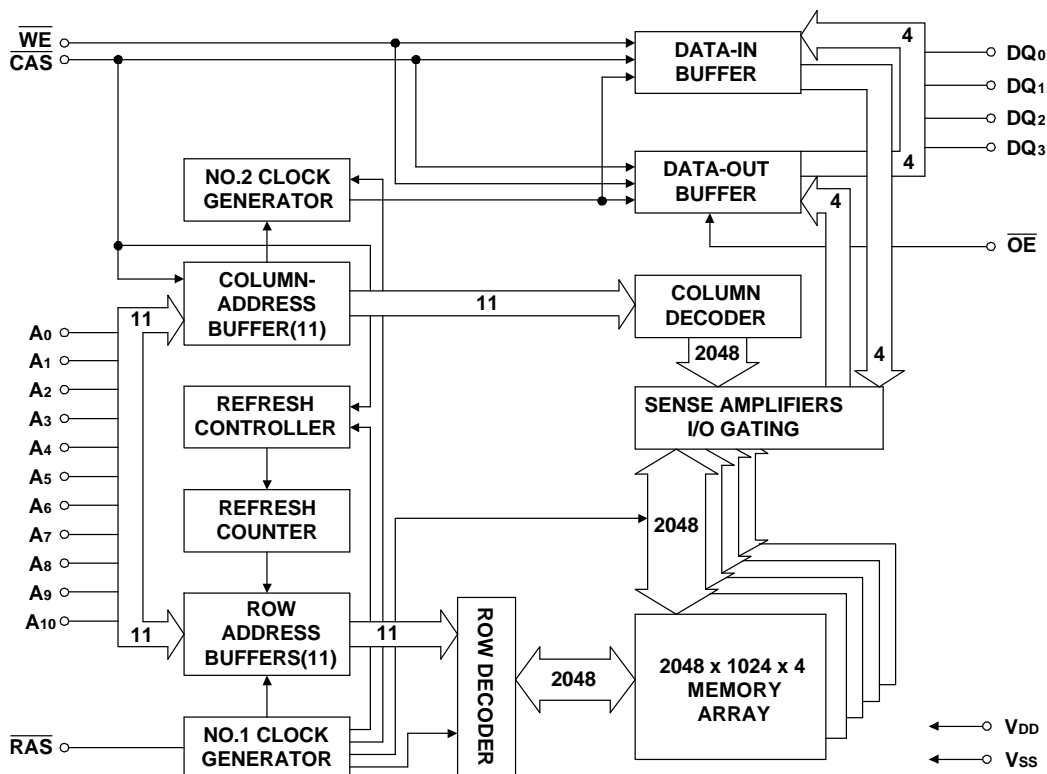 WE
CAS
DATA-IN
BUFFER
4
DQ0
DQ1
DQ2
DQ3
NO.2 CLOCK
GENERATOR
DATA-OUT
BUFFER
4
4
OE
COLUMN-
ADDRESS
BUFFER(11)
11
11
COLUMN
DECODER
2048
4
A0
A1
A2
A3
A4
A5
A6
A7
A8
A9
A10
REFRESH
CONTROLLER
SENSE AMPLIFIERS
I/O GATING
REFRESH
COUNTER
2048
11
ROW
ADDRESS
BUFFERS(11)
11
ROW DECODER
2048
2048 x 1024 x 4
MEMORY
ARRAY
RAS
NO.1 CLOCK
GENERATOR
VDD
VSS